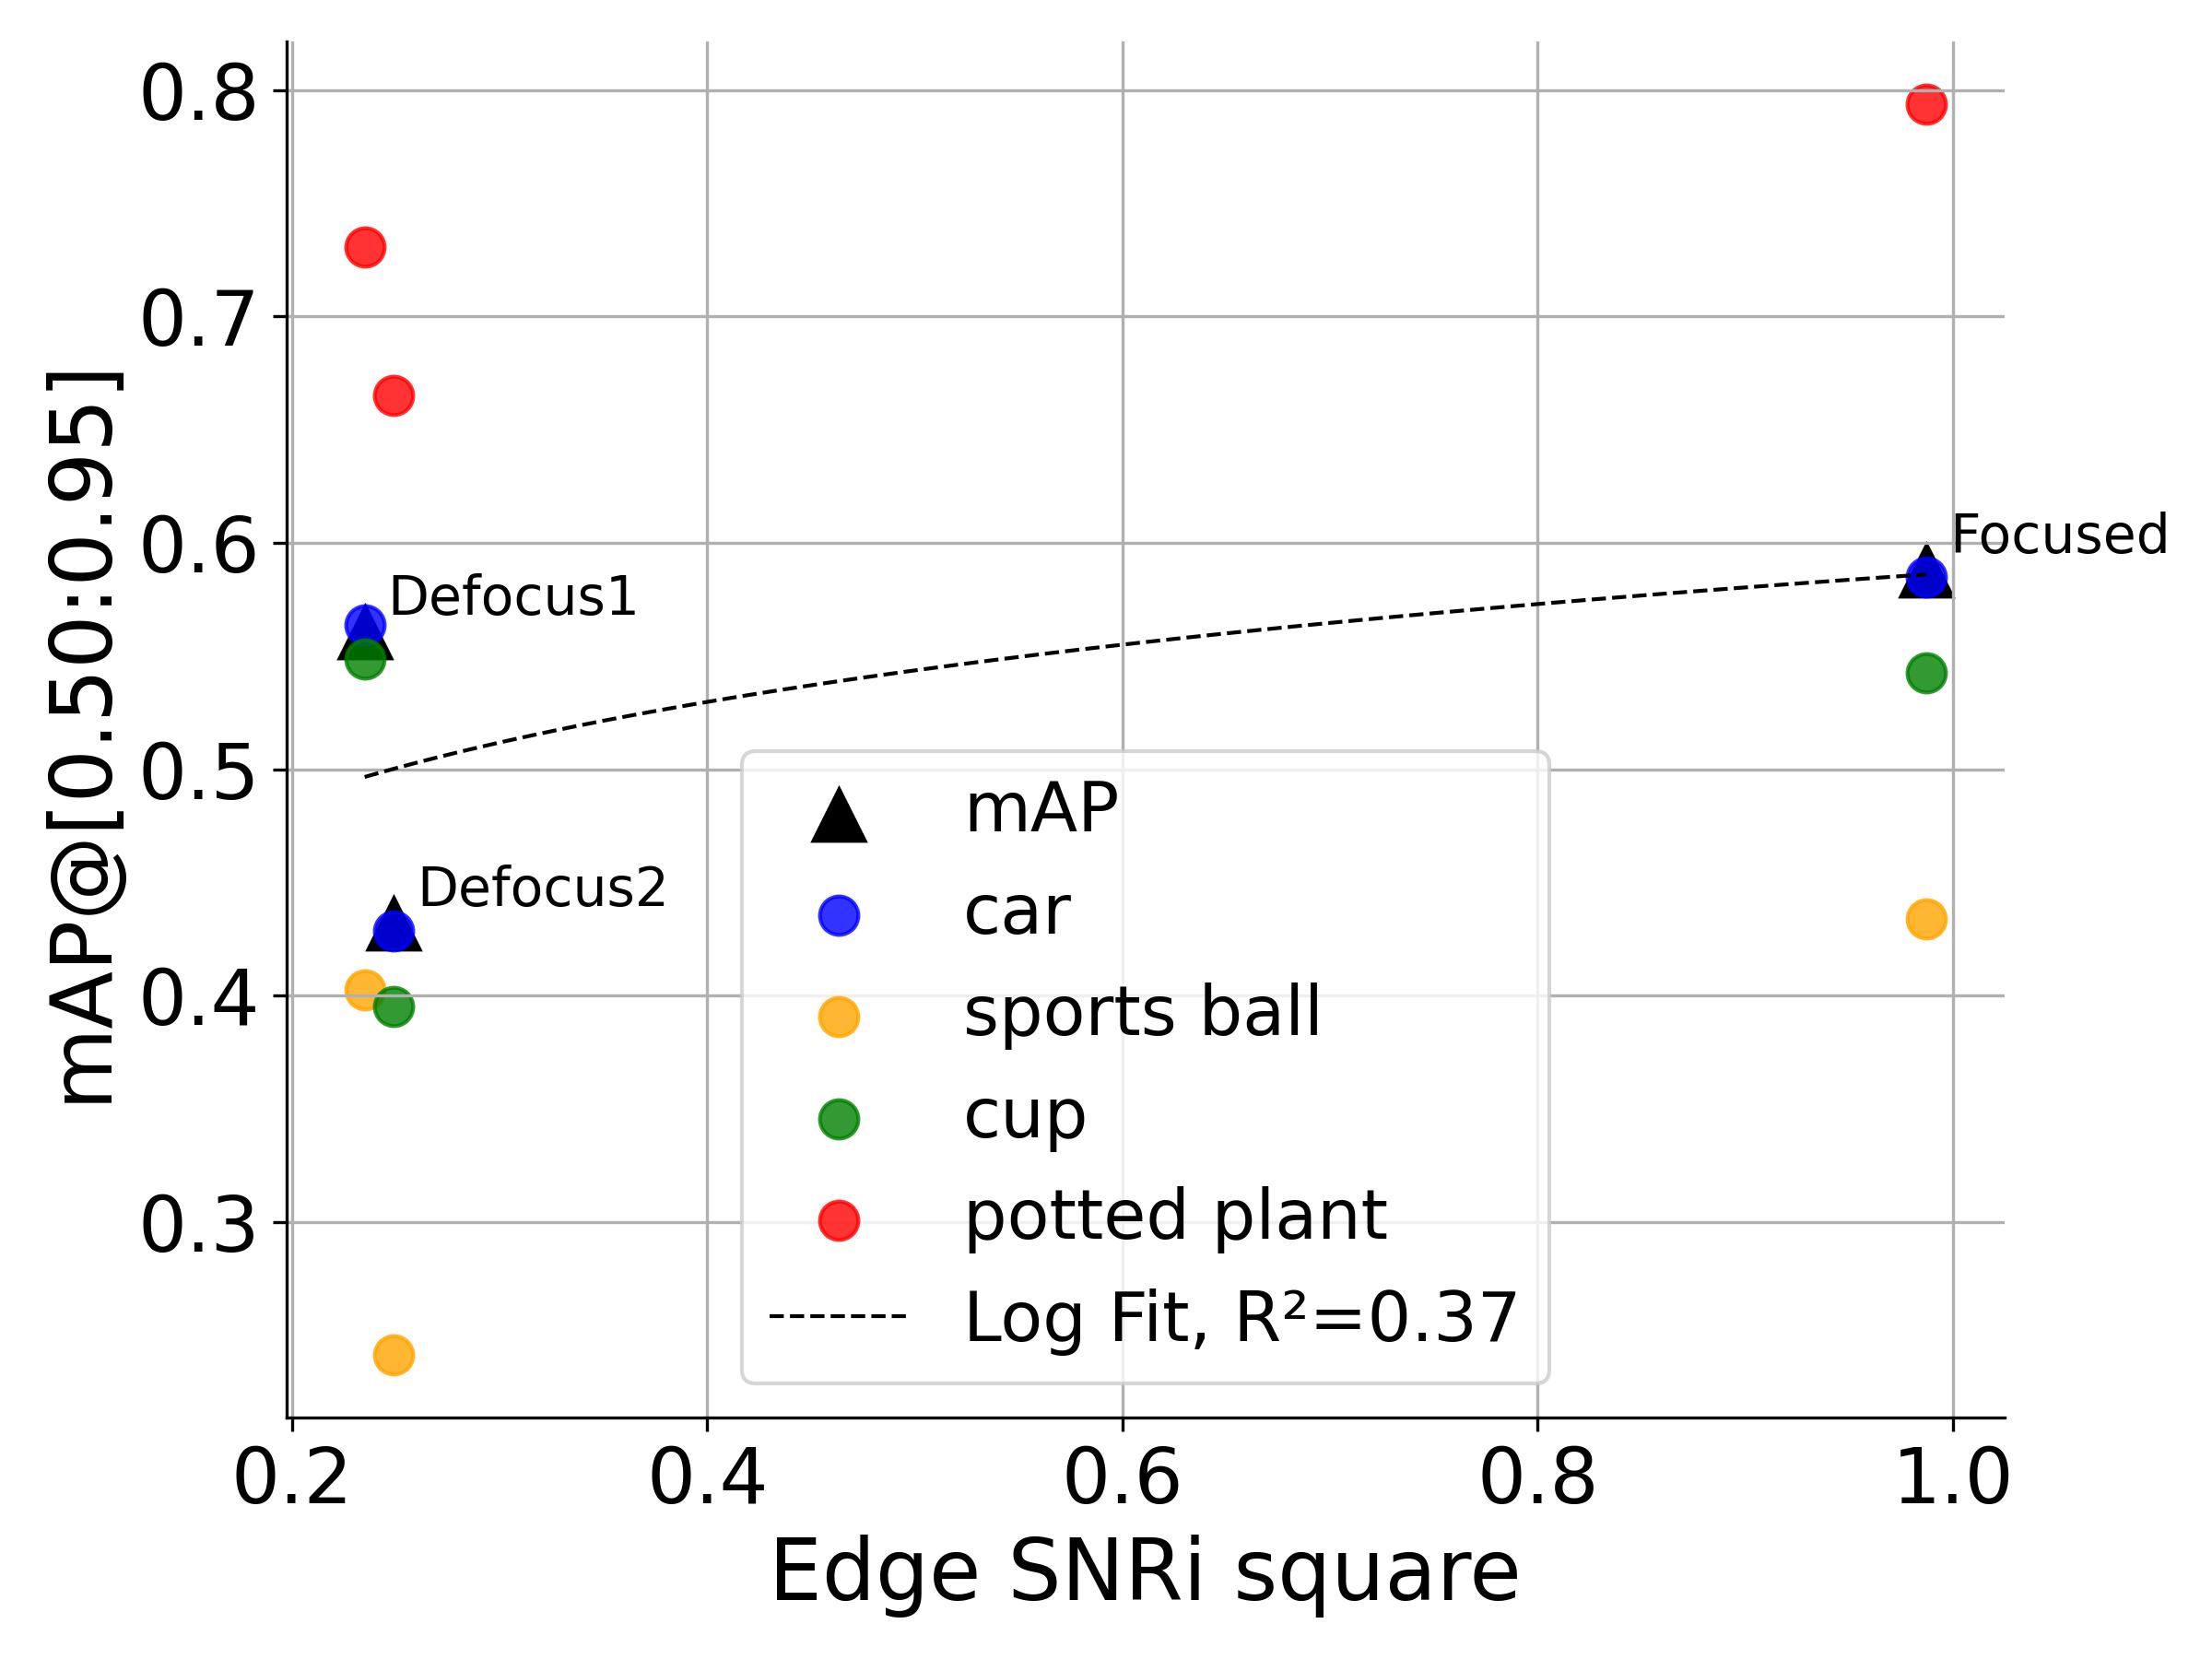 0.8
0.7
0.6
0.5
0.4
0.3
mAP@[0.50:0.95]
Focused
Defocus1
Defocus2
mAP
car
sports ball
cup
potted plant
Log Fit, R²=0.37
0.2 0.4 0.6 0.8 1.0
Edge SNRi square